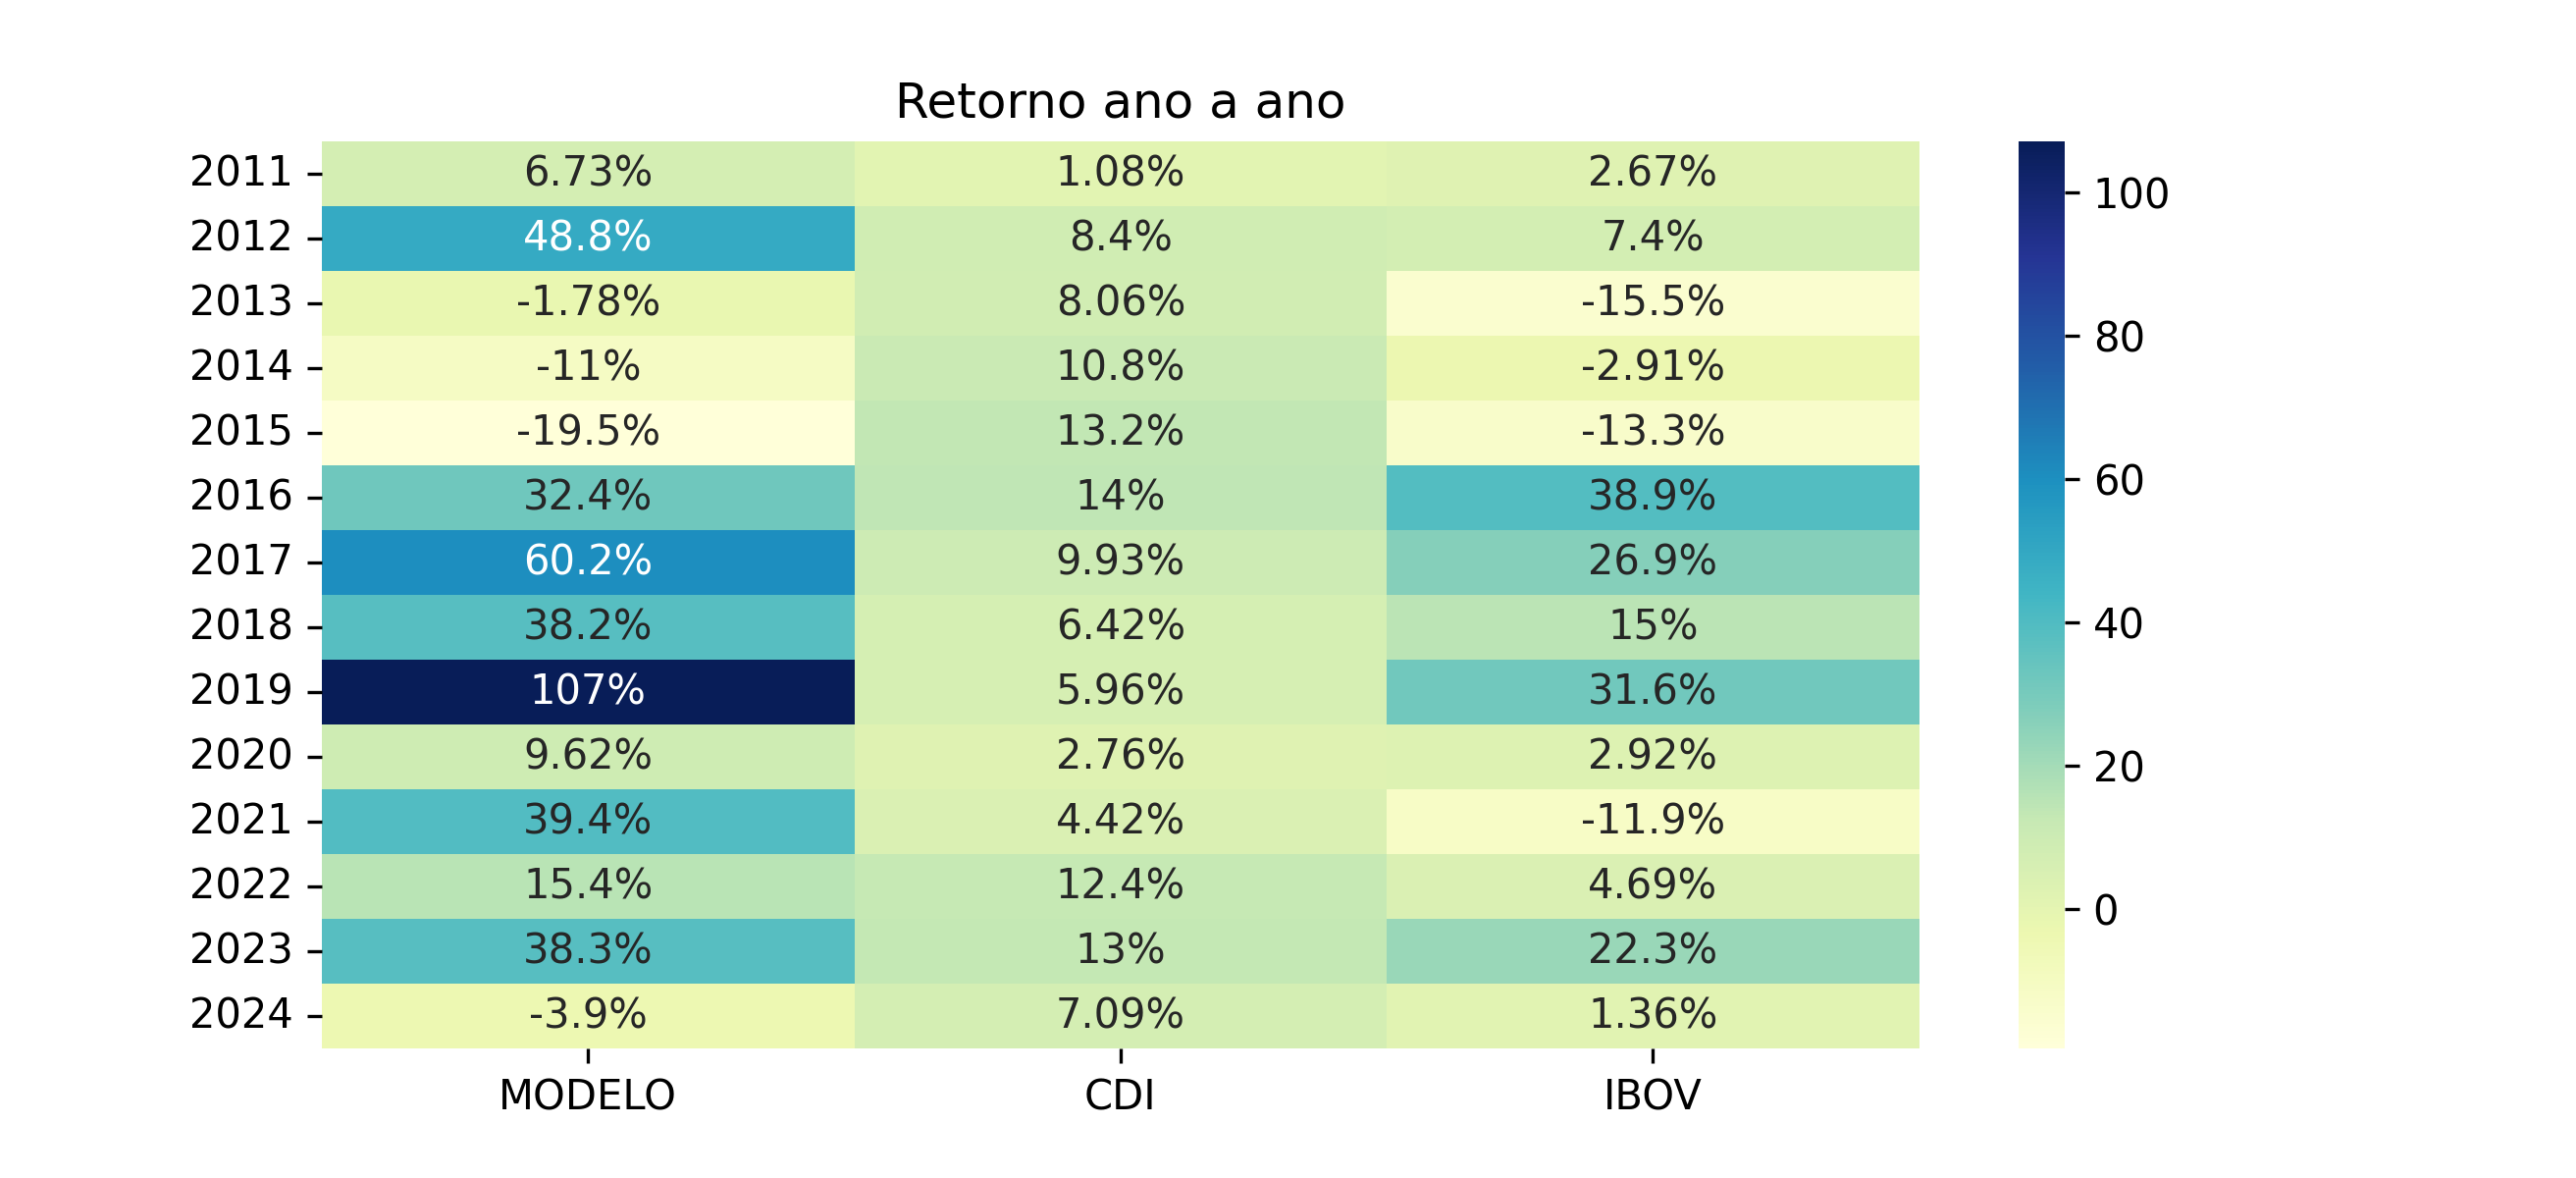 Retorno ano a ano
2011 6.73% 1.08% 2.67%
2012 48.8% 8.4% 7.4%
2013 -1.78% 8.06% -15.5%
2014 -11% 10.8% -2.91%
2015 -19.5% 13.2% -13.3%
2016 32.4% 14% 38.9%
2017 60.2% 9.93% 26.9%
2018 38.2% 6.42% 15%
2019 107% 5.96% 31.6%
2020 9.62% 2.76% 2.92%
2021 39.4% 4.42% -11.9%
2022 15.4% 12.4% 4.69%
2023 38.3% 13% 22.3%
2024 -3.9% 7.09% 1.36%
MODELO CDI IBOV
100
80
60
40
20
0